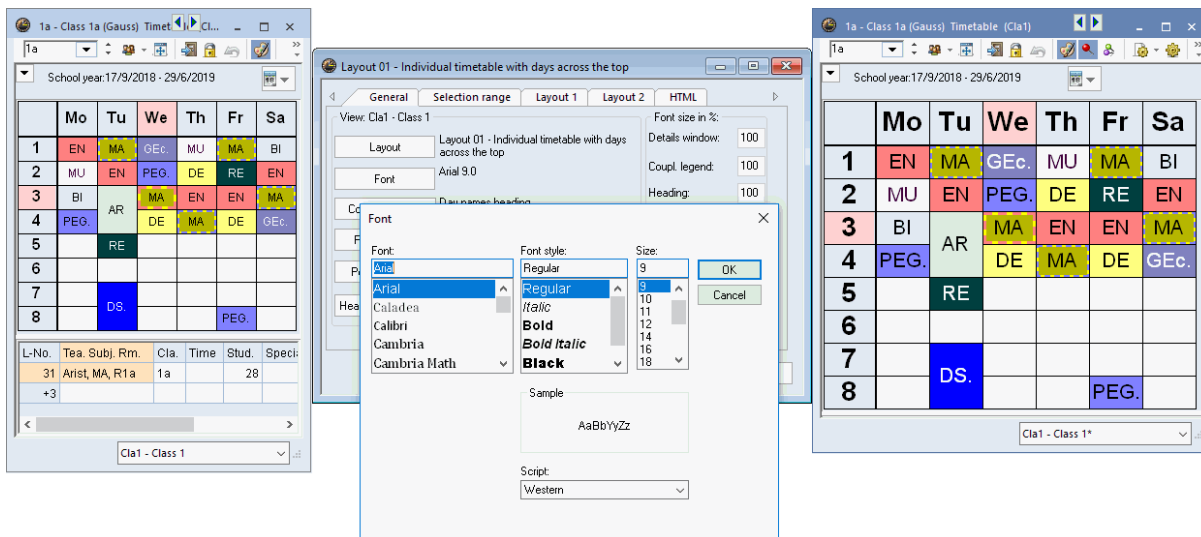 1a - Class 1a (Gauss) Timet Cl...
1a
School year:17/9/2018 - 29/6/2019
Mo Tu We Th Fr Sa
1 EN MA GEc. MU MA BI
2 MU EN PEG. DE RE EN
3 BI AR MA EN EN MA
4 PEG. DE MA DE GEc.
5 RE
6
7 DS.
8 PEG.
L-No. Tea. Subj. Rm. Cla. Time Stud. Speci
31 Arist, MA, R1a 1a 28
+3
Cla1 - Class 1
Layout 01 - Individual timetable with days across the top
General Selection range Layout 1 Layout 2 HTML
View: Cla1 - Class 1
Layout
Layout 01 - Individual timetable with days
across the top
Font
Arial 9.0
Day names heading
Hea
Font size in %:
Details window: 100
Coupl. legend: 100
Heading: 100
Font
Font: Font style: Size:
Arial Regular 9
Arial Regular 9
Caladea Italic 10
Calibri Bold 11
Cambria Bold Italic 12
Cambria Math Black 14
16
18
OK
Cancel
Sample
AaBbYyZz
Script:
Western
1a - Class 1a (Gauss) Timetable (Cla1)
1a
School year:17/9/2018 - 29/6/2019
Mo Tu We Th Fr Sa
1 EN MA GEc. MU MA BI
2 MU EN PEG. DE RE EN
3 BI AR MA EN EN MA
4 PEG. DE MA DE GEc.
5 RE
6
7 DS.
8 PEG.
Cla1 - Class 1*